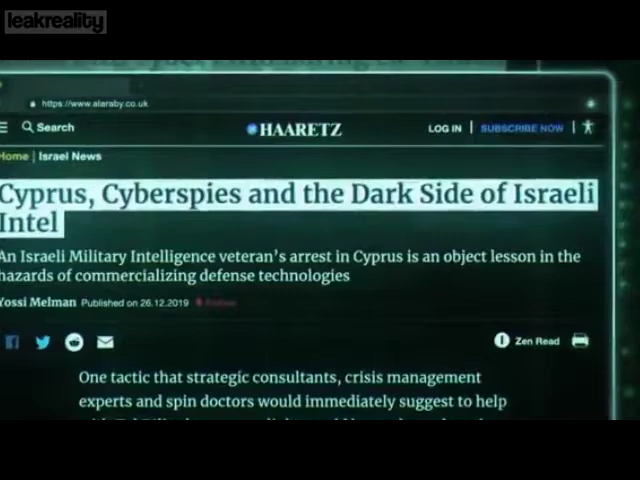 leakreality
https://www.alaraby.co.uk
Search
HAARETZ
LOG IN | SUBSCRIBE NOW |
Home | Israel News
Cyprus, Cyberspies and the Dark Side of Israeli
Intel
An Israeli Military Intelligence veteran's arrest in Cyprus is an object lesson in the
hazards of commercializing defense technologies
Yossi Melman Published on 26.12.2019
Zen Read
One tactic that strategic consultants, crisis management
experts and spin doctors would immediately suggest to help